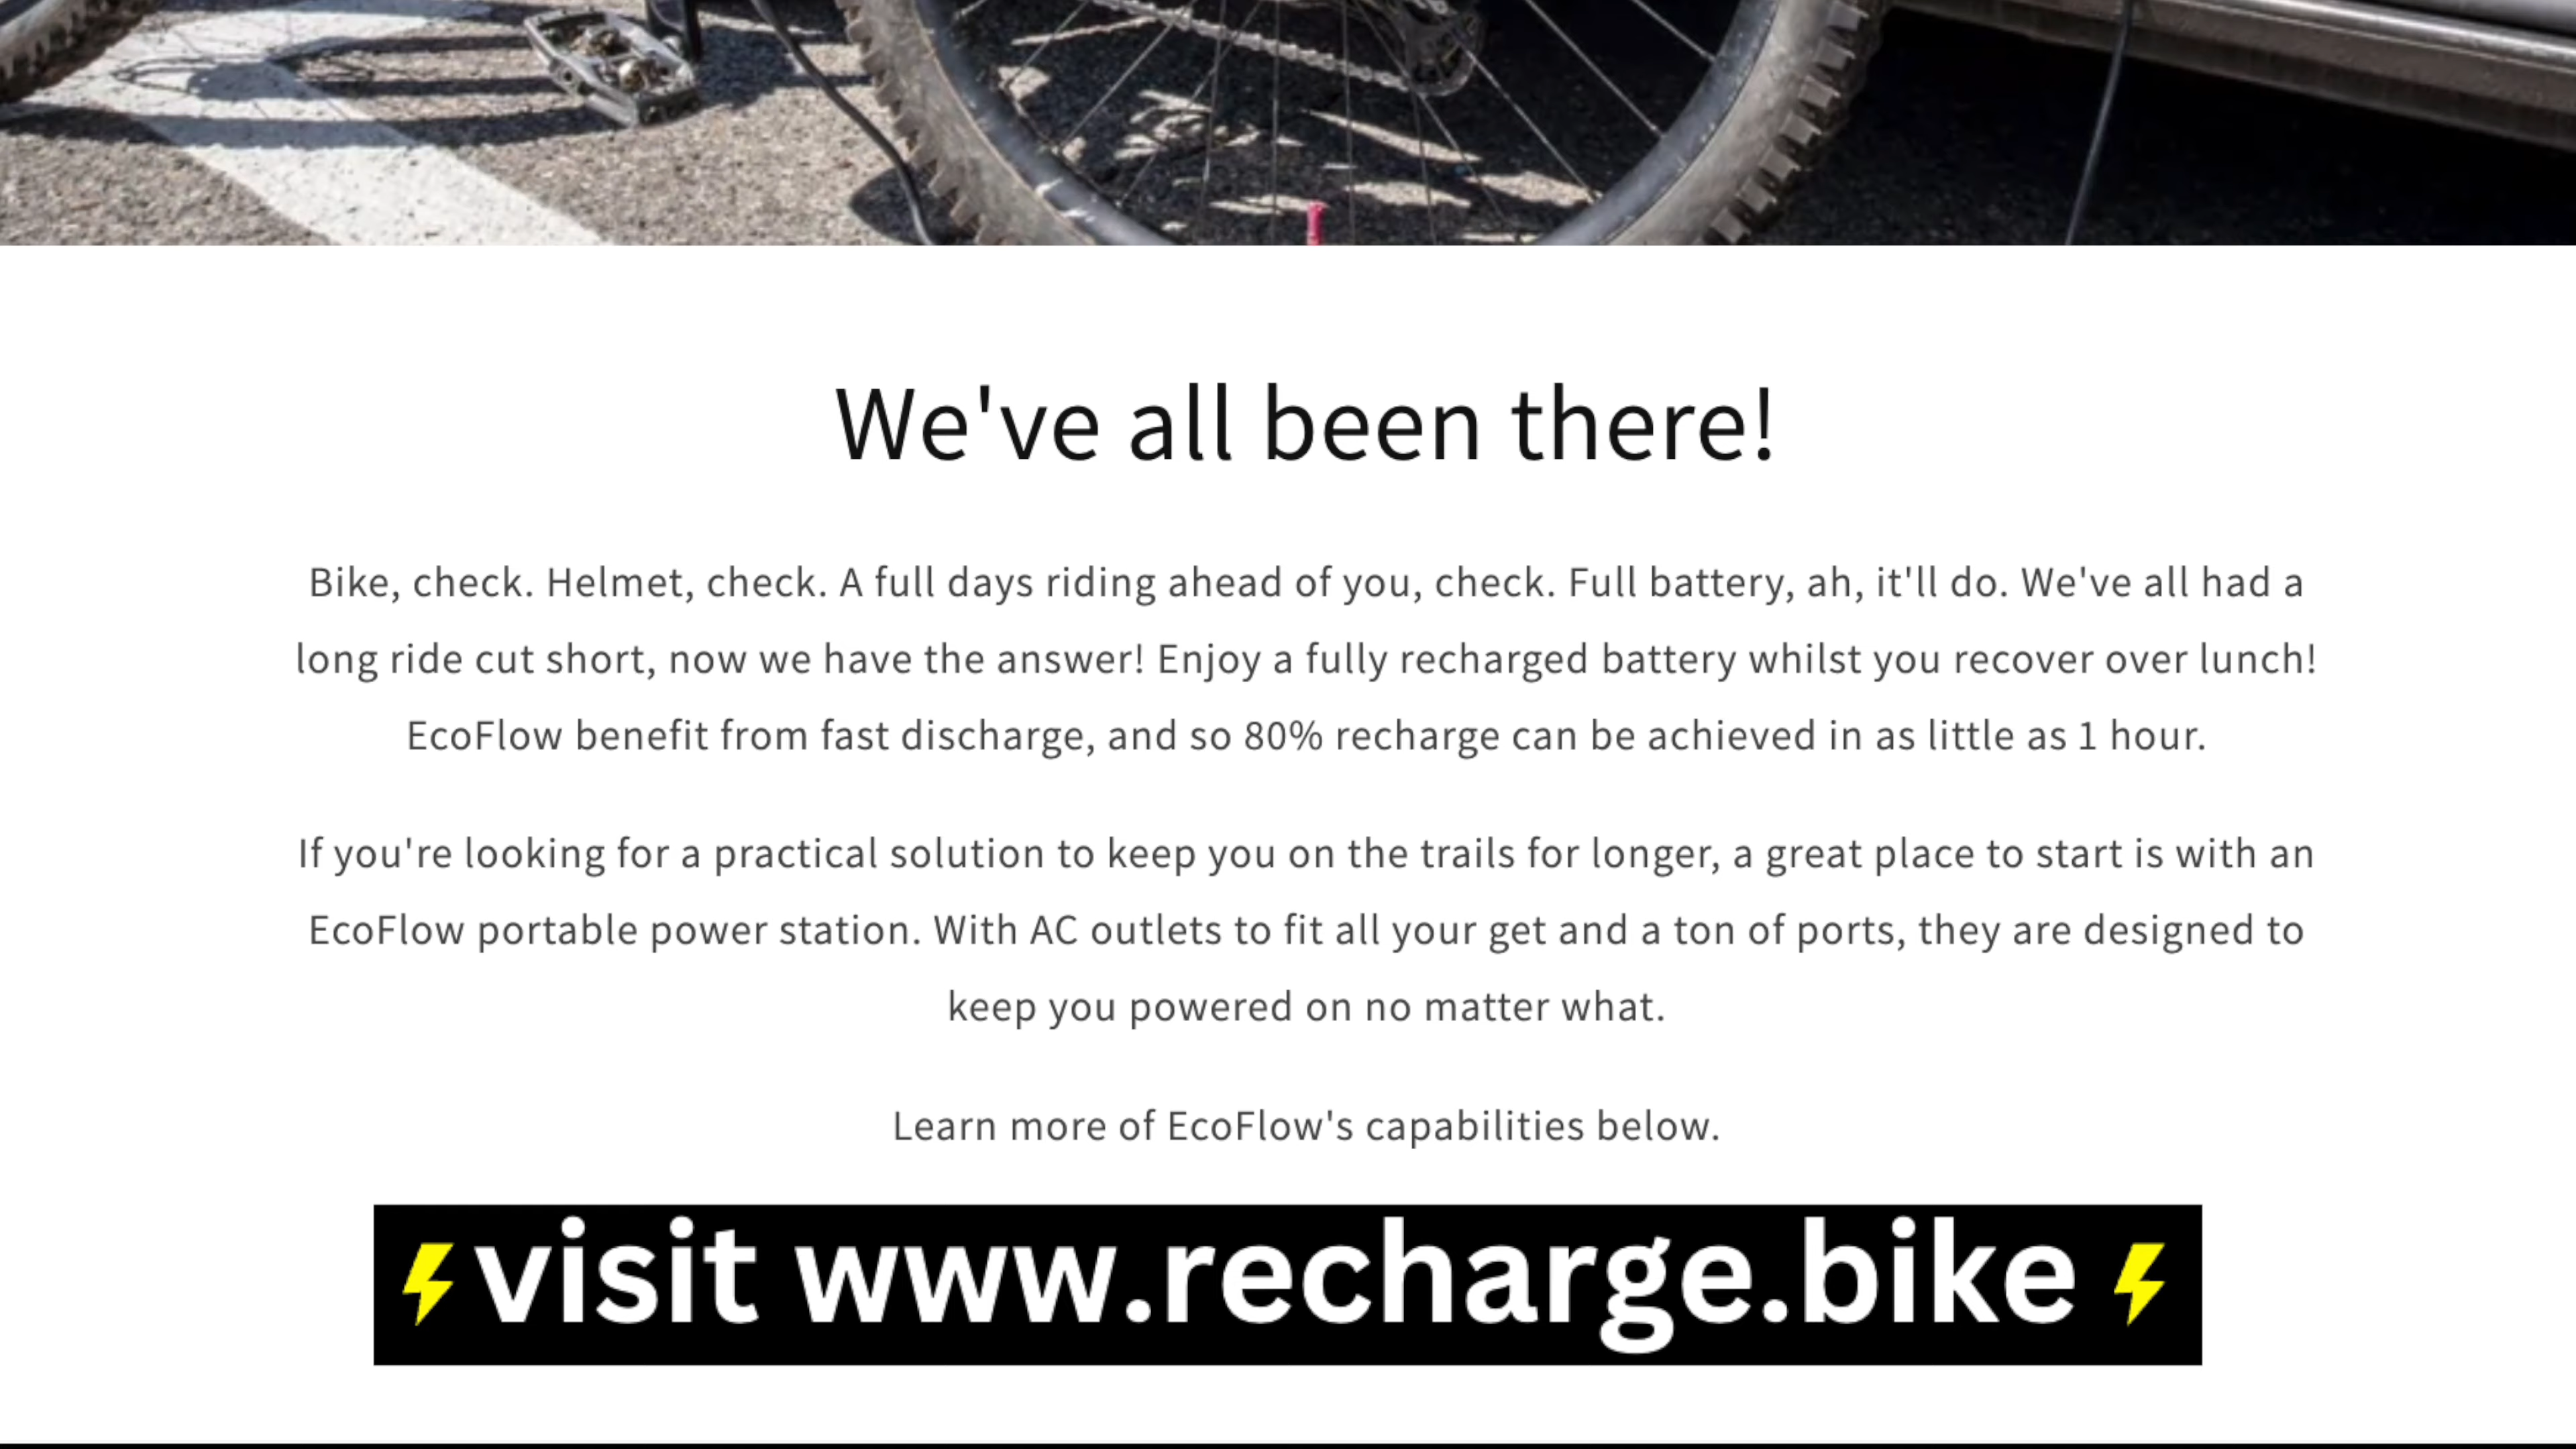 We've all been there!
Bike, check. Helmet, check. A full days riding ahead of you, check. Full battery, ah, it'll do. We've all had a
long ride cut short, now we have the answer! Enjoy a fully recharged battery whilst you recover over lunch!
EcoFlow benefit from fast discharge, and so 80% recharge can be achieved in as little as 1 hour.
If you're looking for a practical solution to keep you on the trails for longer, a great place to start is with an
EcoFlow portable power station. With AC outlets to fit all your get and a ton of ports, they are designed to
keep you powered on no matter what.
Learn more of EcoFlow's capabilities below.
visit www.recharge.bike